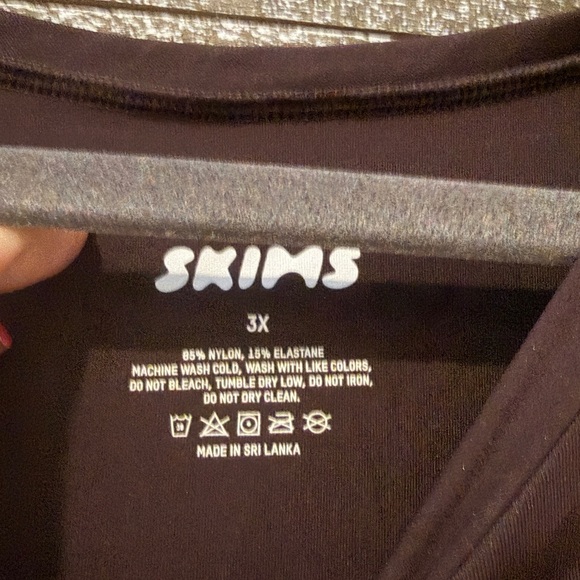 SKIMS
3X
85% NYLON, 15% ELASTANE
MACHINE WASH COLD, WASH WITH LIKE COLORS,
DO NOT BLEACH, TUMBLE DRY LOW, DO NOT IRON,
DO NOT DRY CLEAN.
MADE IN SRI LANKA